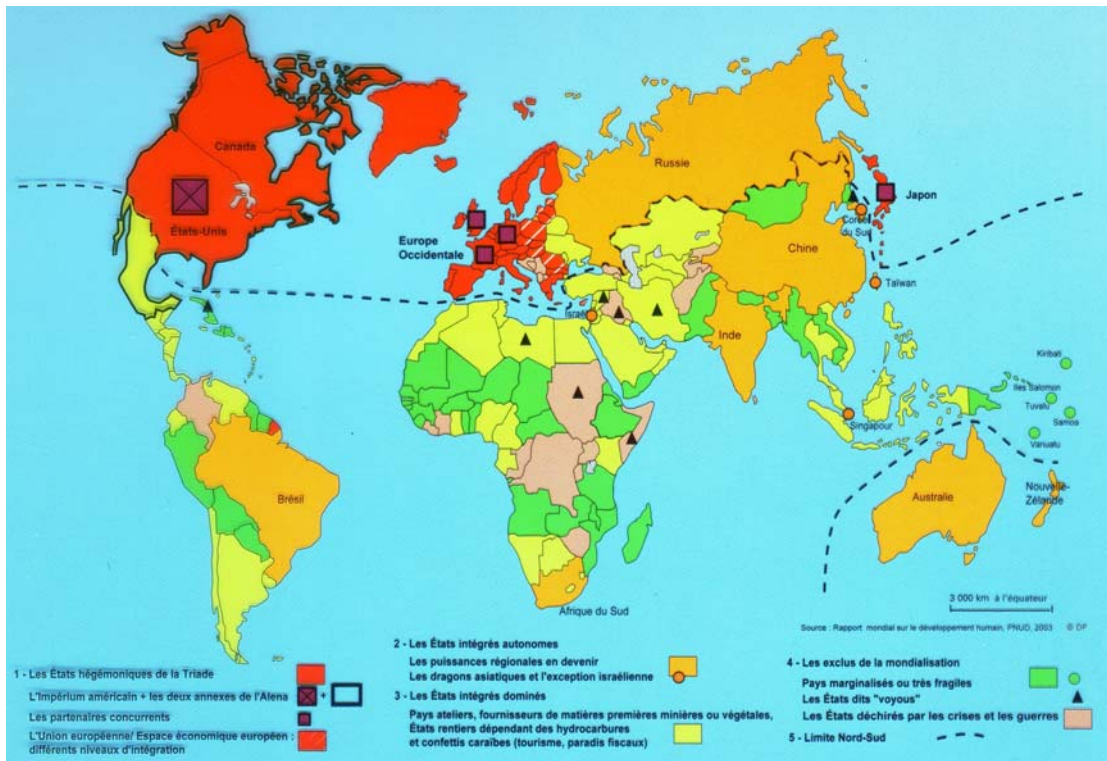 Canada
États-Unis
Europe
Occidentale
Russie
Japon
Corée
du Sud
Chine
Taïwan
Israël
Inde
Kiribati
Iles Salomon
Tuvalu
Samoa
Vanuatu
Singapour
Brésil
Australie
Nouvelle-
Zélande
Afrique du Sud
3 000 km à l'équateur
Source : Rapport mondial sur le développement humain, PNUD, 2003 © DP
1 - Les États hégémoniques de la Triade
L'Impérium américain + les deux annexes de l'Alena
+
Les partenaires concurrents
L'Union européenne/ Espace économique européen :
différents niveaux d'intégration
2 - Les États intégrés autonomes
Les puissances régionales en devenir
Les dragons asiatiques et l'exception israélienne
3 - Les États intégrés dominés
Pays ateliers, fournisseurs de matières premières minières ou végétales,
États rentiers dépendant des hydrocarbures
et confettis caraïbes (tourisme, paradis fiscaux)
4 - Les exclus de la mondialisation
Pays marginalisés ou très fragiles
Les États dits "voyous"
Les États déchirés par les crises et les guerres
5 - Limite Nord-Sud